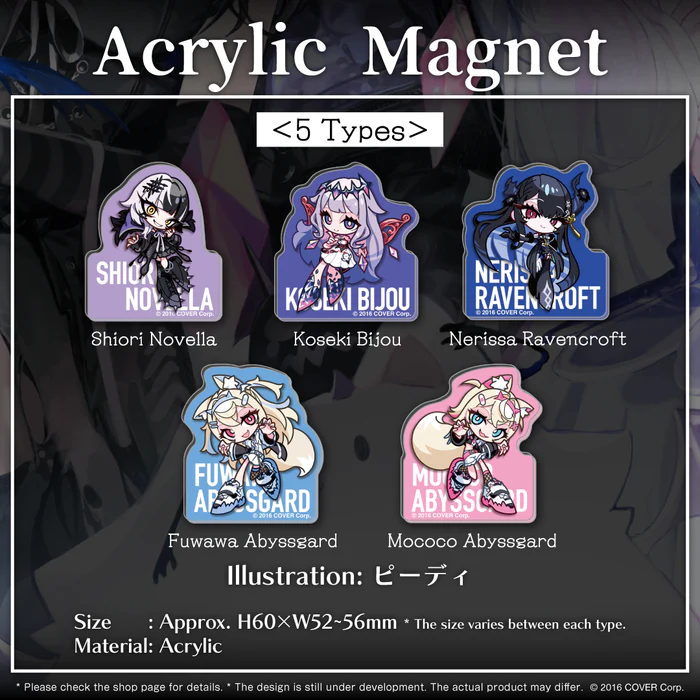 Acrylic Magnet
<5 Types>
SHIORI
NOVELLA
© 2016 COVER Corp.
KOSEKI BIJOU
© 2016 COVER Corp.
NERISSA
RAVENCROFT
© 2016 COVER Corp.
Shiori Novella
Koseki Bijou
Nerissa Ravencroft
FUWAWA
ABYSSGARD
© 2016 COVER Corp.
MOCOCO
ABYSSGARD
© 2016 COVER Corp.
Fuwawa Abyssgard
Mococo Abyssgard
Illustration: ピーディ
Size : Approx. H60×W52~56mm * The size varies between each type.
Material: Acrylic
* Please check the shop page for details. * The design is still under development. The actual product may differ. © 2016 COVER Corp.